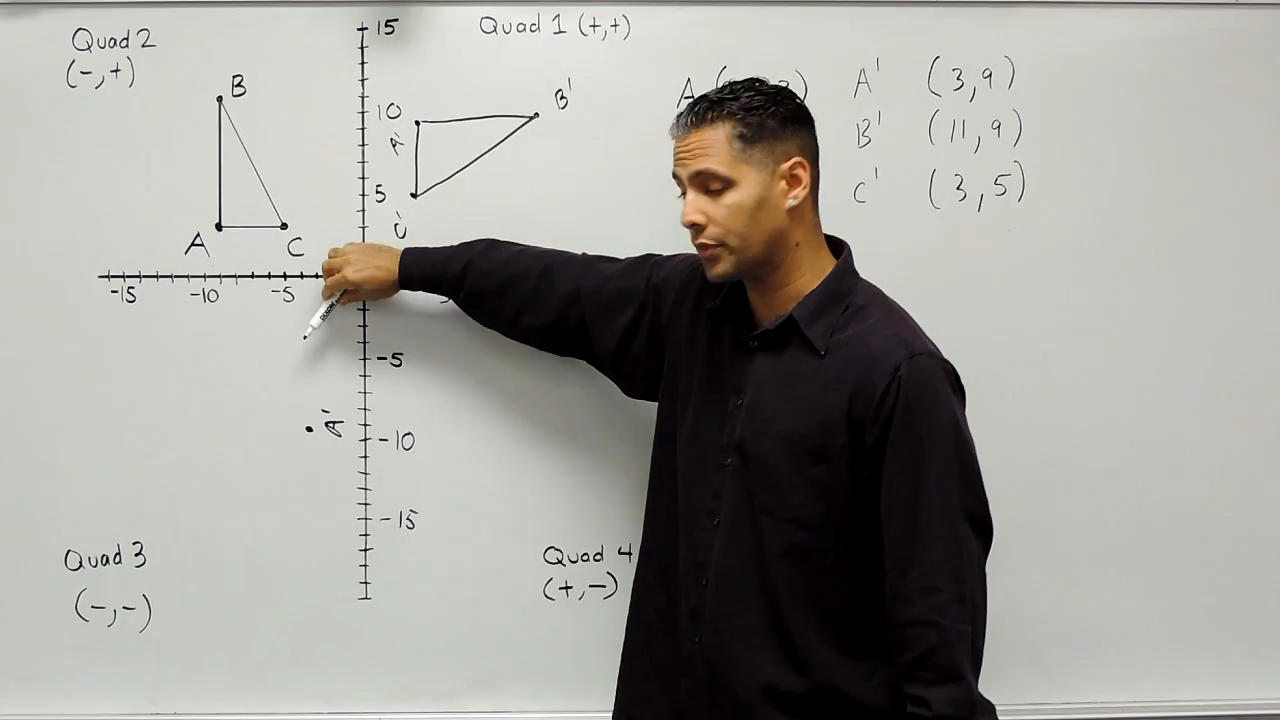 Quad 2
(-,+)
15
Quad 1 (+,+)
B
10
B'
A'
5
C'
A
C
-15
-10
-5
-5
A'
-10
-15
Quad 3
(-,-)
Quad 4
(+,-)
A
A' (3,9)
B' (11,9)
C' (3,5)